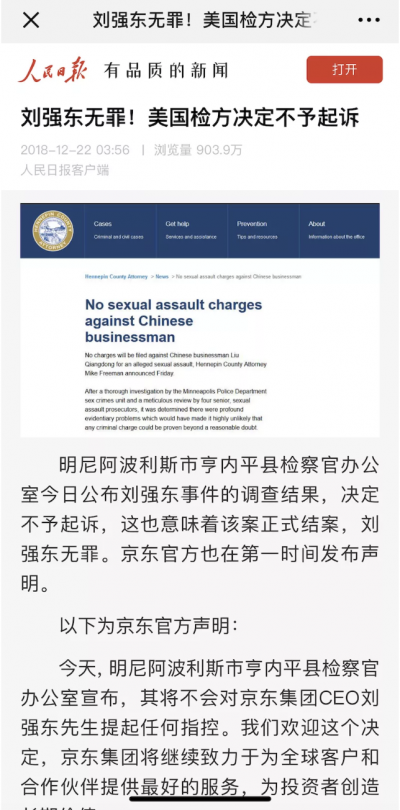 刘强东无罪！美国检方决定不
人民日报 有品质的新闻 打开
刘强东无罪！美国检方决定不予起诉
2018-12-22 03:56 | 浏览量 903.9万
人民日报客户端
HENNEPIN COUNTY
ATTORNEY
Cases
Criminal and civil cases
Get help
Services and assistance
Prevention
Tips and resources
About
Information about the office
Hennepin County Attorney > News > No sexual assault charges against Chinese businessman
No sexual assault charges
against Chinese
businessman
No charges will be filed against Chinese businessman Liu
Qiangdong for an alleged sexual assault, Hennepin County Attorney
Mike Freeman announced Friday
After a thorough investigation by the Minneapolis Police Department
sex crimes unit and a meticulous review by four senior, sexual
assault prosecutors, it was determined there were profound
evidentiary problems which would have made it highly unlikely that
any criminal charge could be proven beyond a reasonable doubt
明尼阿波利斯市亨内平县检察官办公
室今日公布刘强东事件的调查结果，决定
不予起诉，这也意味着该案正式结案，刘
强东无罪。京东官方也在第一时间发布声
明。
以下为京东官方声明：
今天，明尼阿波利斯市亨内平县检察官
办公室宣布，其将不会对京东集团CEO刘
强东先生提起任何指控。我们欢迎这个决
定，京东集团将继续致力于为全球客户和
合作伙伴提供最好的服务，为投资者创造